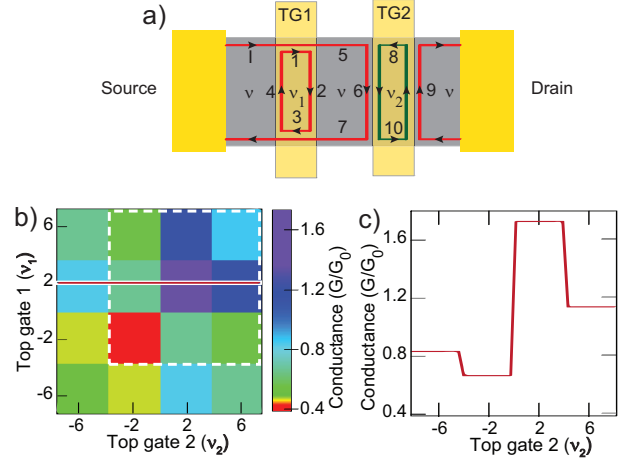 TG1 TG2
a)
I 1 5 8
Source ν 4 ν1 2 ν 6 ν2 9 ν Drain
3 7 10
b)
Top gate 1 (ν1)
6
2
-2
-6
-6 -2 2 6
Top gate 2 (ν2)
1.6
1.2
0.8
0.4
Conductance (G/G0)
c)
Conductance (G/G0)
1.6
1.2
0.8
0.4
-6 -2 2 6
Top gate 2 (ν2)